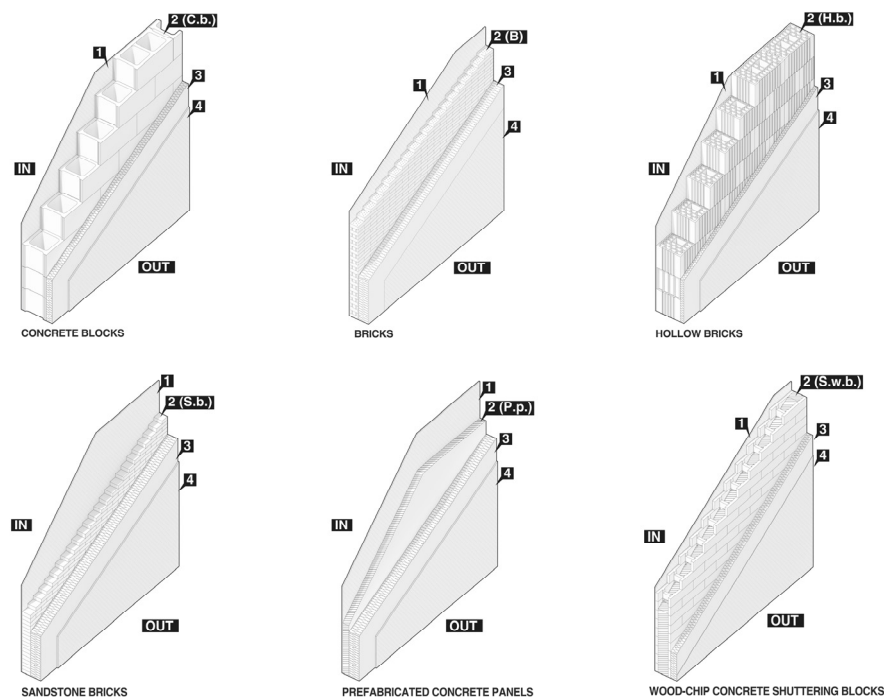 2 (C.b.)
1
3
4
IN
OUT
CONCRETE BLOCKS
2 (B)
1
3
4
IN
OUT
BRICKS
2 (H.b.)
1
3
4
IN
OUT
HOLLOW BRICKS
1
2 (S.b.)
3
4
IN
OUT
SANDSTONE BRICKS
1
2 (P.p.)
3
4
IN
OUT
PREFABRICATED CONCRETE PANELS
2 (S.w.b.)
1
3
4
IN
OUT
WOOD-CHIP CONCRETE SHUTTERING BLOCKS